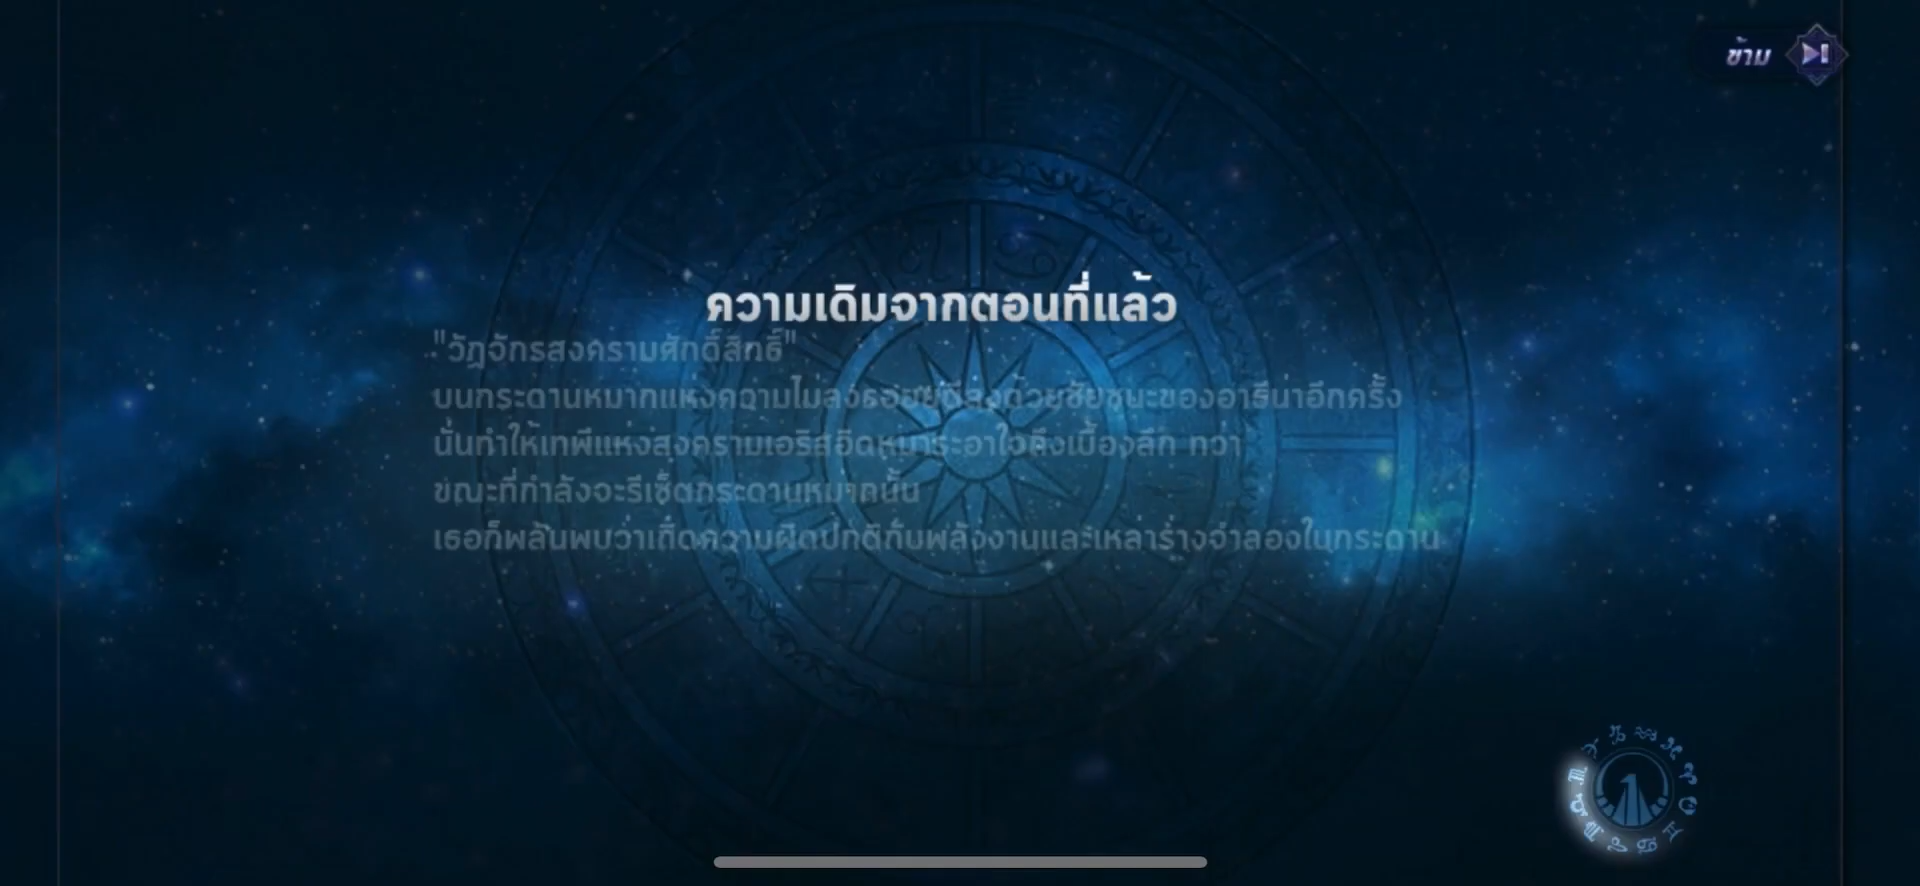 ข้าม
ความเดิมจากตอนที่แล้ว
"วัฏจักรสงครามศักดิ์สิทธิ์"
บนกระดานหมากแห่งความไม่ลงรอยยุติลงด้วยชัยชนะของอาธีน่าอีกครั้ง
นั่นทำให้เทพีแห่งสงครามเอริสอิดหนาระอาใจถึงเบื้องลึก ทว่า
ขณะที่กำลังจะรีเซ็ตกระดานหมากนั้น
เธอก็พลันพบว่าเกิดความผิดปกติกับพลังงานและเหล่าร่างจำลองในกระดาน